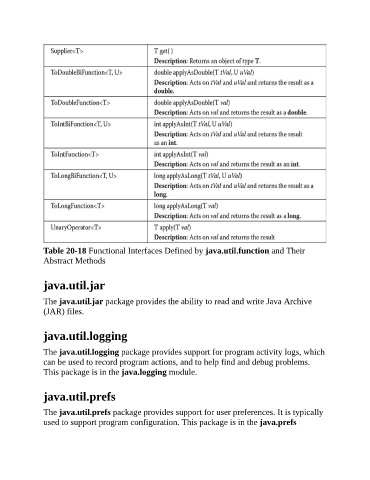 Supplier<T> T get( )
Description: Returns an object of type T.
ToDoubleBiFunction<T, U> double applyAsDouble(T tVal, U uVal)
Description: Acts on tVal and uVal and returns the result as a
double.
ToDoubleFunction<T> double applyAsDouble(T val)
Description: Acts on val and returns the result as a double.
ToIntBiFunction<T, U> int applyAsInt(T tVal, U uVal)
Description: Acts on tVal and uVal and returns the result
as an int.
ToIntFunction<T> int applyAsInt(T val)
Description: Acts on val and returns the result as an int.
ToLongBiFunction<T, U> long applyAsLong(T tVal, U uVal)
Description: Acts on tVal and uVal and returns the result as a
long.
ToLongFunction<T> long applyAsLong(T val)
Description: Acts on val and returns the result as a long.
UnaryOperator<T> T apply(T val)
Description: Acts on val and returns the result
Table 20-18 Functional Interfaces Defined by java.util.function and Their
Abstract Methods
java.util.jar
The java.util.jar package provides the ability to read and write Java Archive
(JAR) files.
java.util.logging
The java.util.logging package provides support for program activity logs, which
can be used to record program actions, and to help find and debug problems.
This package is in the java.logging module.
java.util.prefs
The java.util.prefs package provides support for user preferences. It is typically
used to support program configuration. This package is in the java.prefs